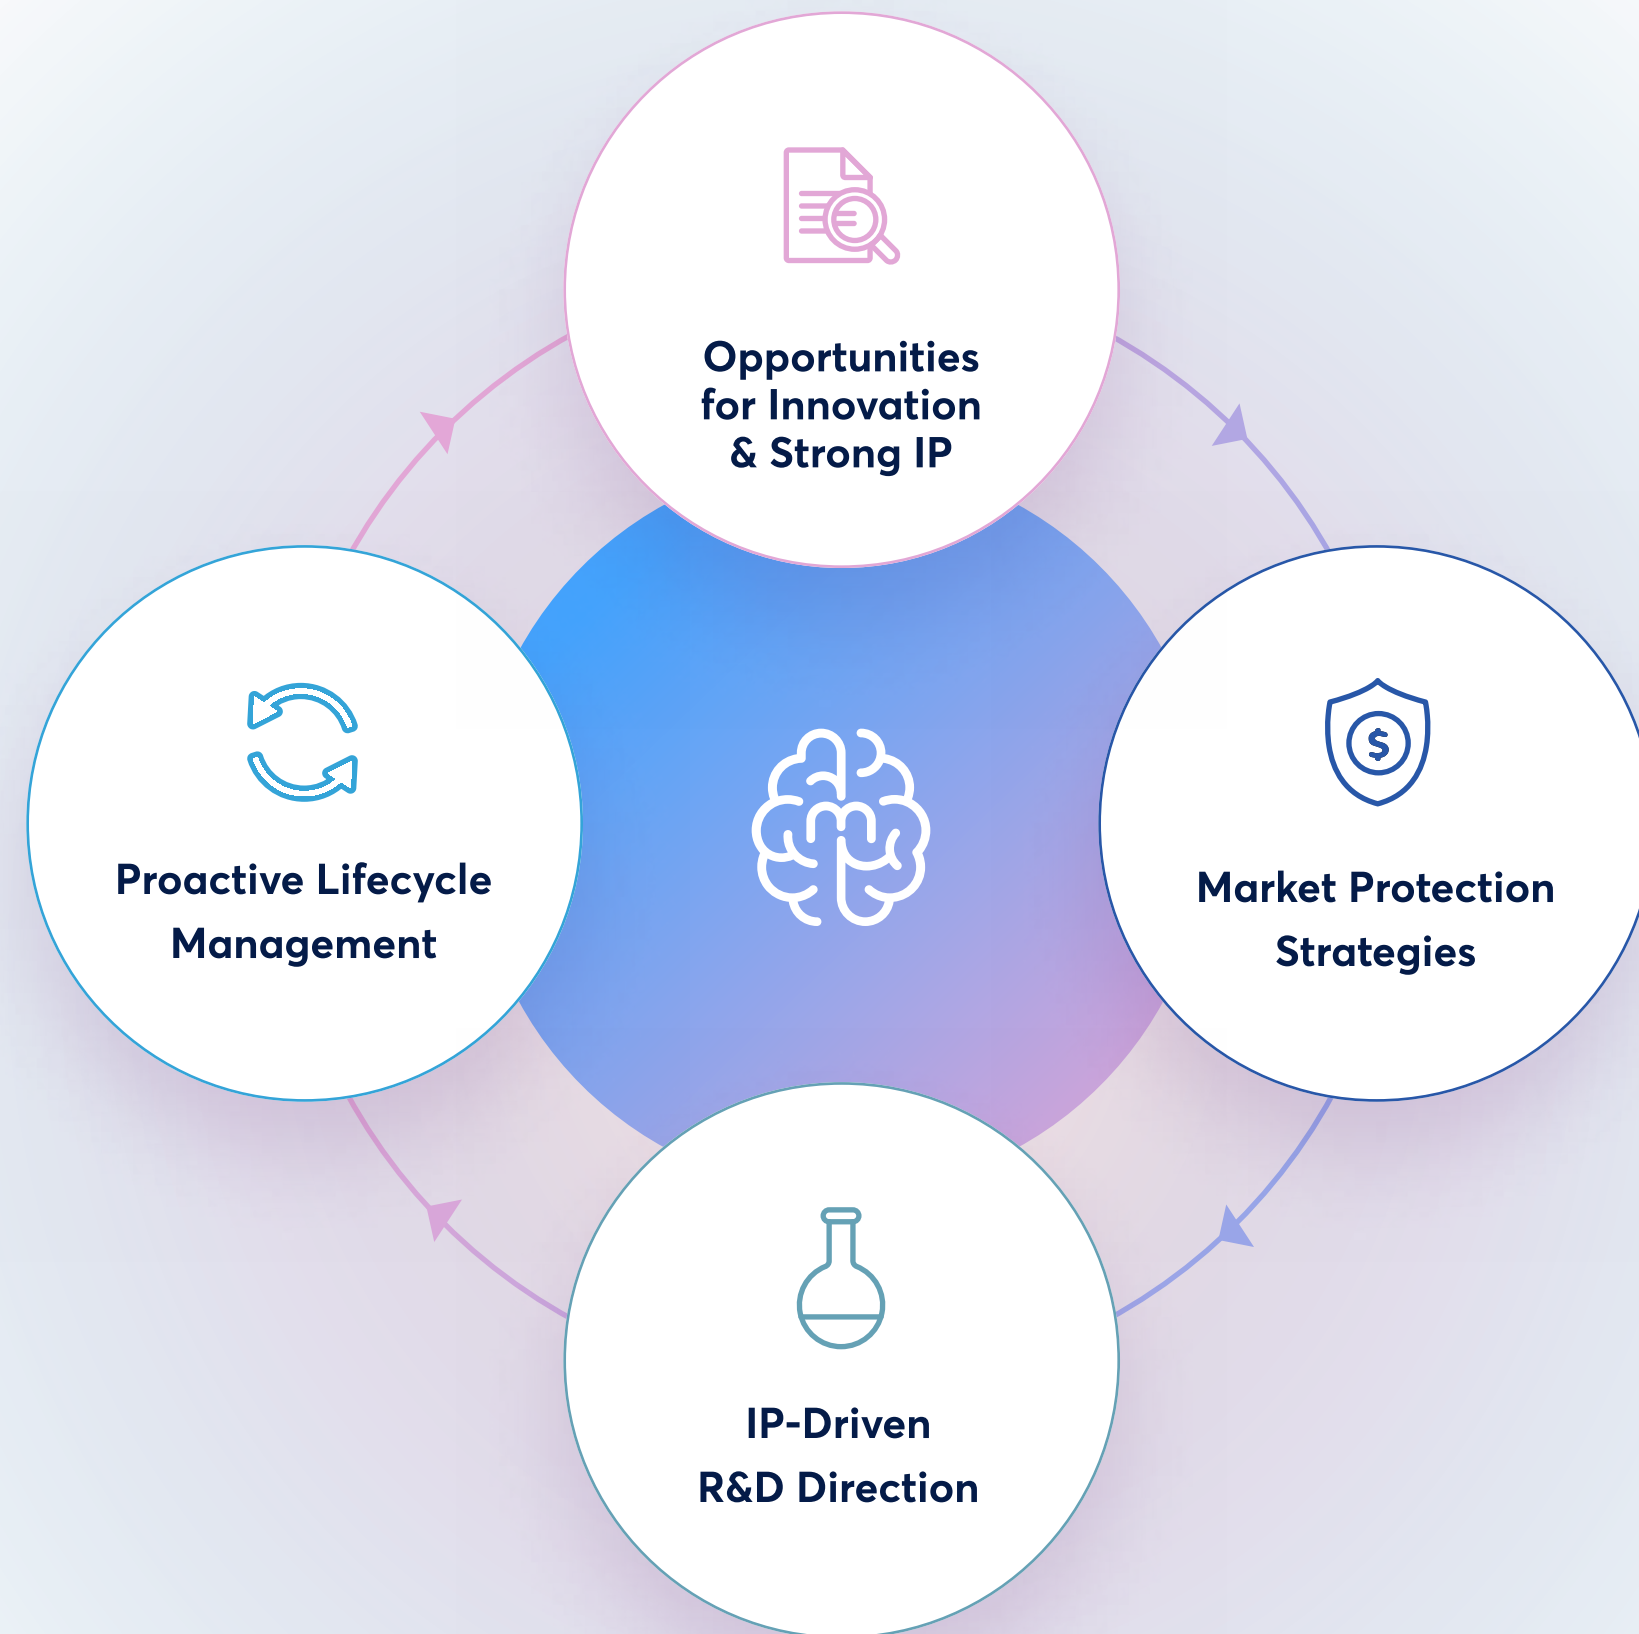 Opportunities
for Innovation
& Strong IP
Proactive Lifecycle
Management
$
Market Protection
Strategies
IP-Driven
R&D Direction